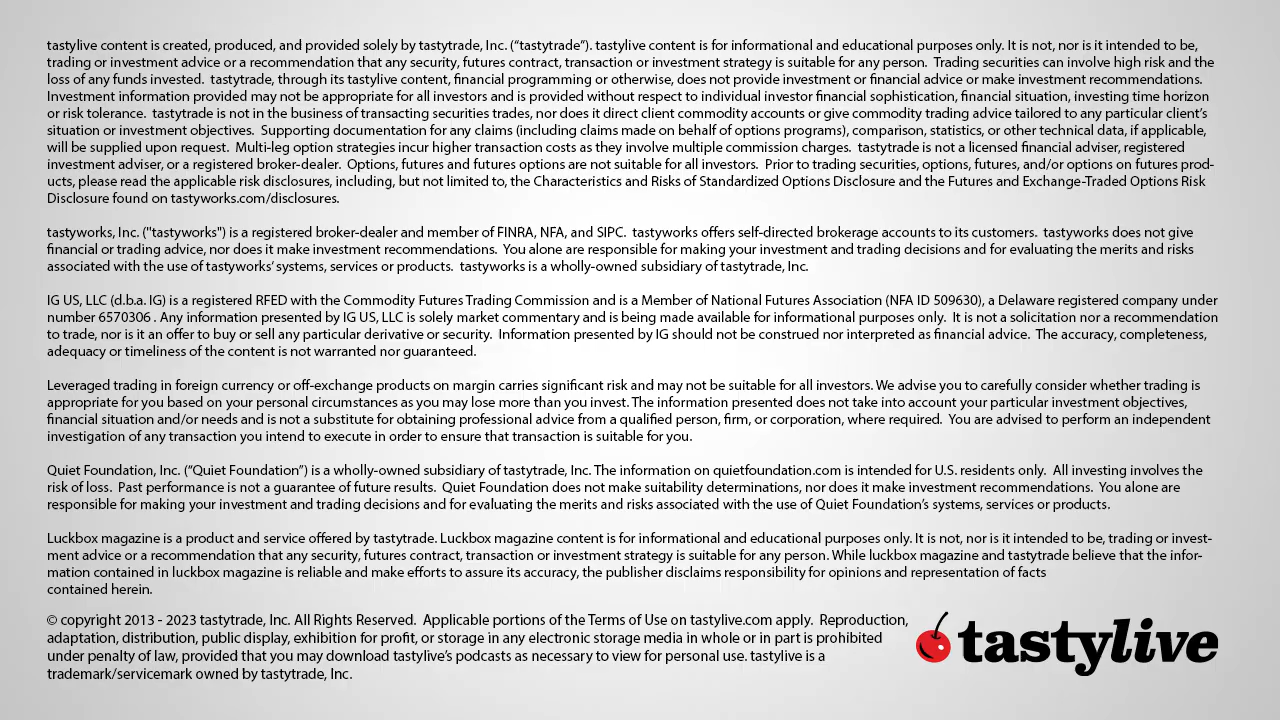 tastylive content is created, produced, and provided solely by tastytrade, Inc. (“tastytrade”). tastylive content is for informational and educational purposes only. It is not, nor is it intended to be,
trading or investment advice or a recommendation that any security, futures contract, transaction or investment strategy is suitable for any person.  Trading securities can involve high risk and the
loss of any funds invested.  tastytrade, through its tastylive content, financial programming or otherwise, does not provide investment or financial advice or make investment recommendations.
Investment information provided may not be appropriate for all investors and is provided without respect to individual investor financial sophistication, financial situation, investing time horizon
or risk tolerance.  tastytrade is not in the business of transacting securities trades, nor does it direct client commodity accounts or give commodity trading advice tailored to any particular client’s
situation or investment objectives.  Supporting documentation for any claims (including claims made on behalf of options programs), comparison, statistics, or other technical data, if applicable,
will be supplied upon request.  Multi-leg option strategies incur higher transaction costs as they involve multiple commission charges.  tastytrade is not a licensed financial adviser, registered
investment adviser, or a registered broker-dealer.  Options, futures and futures options are not suitable for all investors.  Prior to trading securities, options, futures, and/or options on futures prod-
ucts, please read the applicable risk disclosures, including, but not limited to, the Characteristics and Risks of Standardized Options Disclosure and the Futures and Exchange-Traded Options Risk
Disclosure found on tastyworks.com/disclosures.
tastyworks, Inc. ("tastyworks") is a registered broker-dealer and member of FINRA, NFA, and SIPC.  tastyworks offers self-directed brokerage accounts to its customers.  tastyworks does not give
financial or trading advice, nor does it make investment recommendations.  You alone are responsible for making your investment and trading decisions and for evaluating the merits and risks
associated with the use of tastyworks’ systems, services or products.  tastyworks is a wholly-owned subsidiary of tastytrade, Inc.
IG US, LLC (d.b.a. IG) is a registered RFED with the Commodity Futures Trading Commission and is a Member of National Futures Association (NFA ID 509630), a Delaware registered company under
number 6570306 . Any information presented by IG US, LLC is solely market commentary and is being made available for informational purposes only.  It is not a solicitation nor a recommendation
to trade, nor is it an offer to buy or sell any particular derivative or security.  Information presented by IG should not be construed nor interpreted as financial advice.  The accuracy, completeness,
adequacy or timeliness of the content is not warranted nor guaranteed.
Leveraged trading in foreign currency or off-exchange products on margin carries significant risk and may not be suitable for all investors. We advise you to carefully consider whether trading is
appropriate for you based on your personal circumstances as you may lose more than you invest. The information presented does not take into account your particular investment objectives,
financial situation and/or needs and is not a substitute for obtaining professional advice from a qualified person, firm, or corporation, where required.  You are advised to perform an independent
investigation of any transaction you intend to execute in order to ensure that transaction is suitable for you.
Quiet Foundation, Inc. (“Quiet Foundation”) is a wholly-owned subsidiary of tastytrade, Inc. The information on quietfoundation.com is intended for U.S. residents only.  All investing involves the
risk of loss.  Past performance is not a guarantee of future results.  Quiet Foundation does not make suitability determinations, nor does it make investment recommendations.  You alone are
responsible for making your investment and trading decisions and for evaluating the merits and risks associated with the use of Quiet Foundation’s systems, services or products.
Luckbox magazine is a product and service offered by tastytrade. Luckbox magazine content is for informational and educational purposes only. It is not, nor is it intended to be, trading or invest-
ment advice or a recommendation that any security, futures contract, transaction or investment strategy is suitable for any person. While luckbox magazine and tastytrade believe that the infor-
mation contained in luckbox magazine is reliable and make efforts to assure its accuracy, the publisher disclaims responsibility for opinions and representation of facts
contained herein.
© copyright 2013 - 2023 tastytrade, Inc. All Rights Reserved.  Applicable portions of the Terms of Use on tastylive.com apply.  Reproduction,
adaptation, distribution, public display, exhibition for profit, or storage in any electronic storage media in whole or in part is prohibited
under penalty of law, provided that you may download tastylive’s podcasts as necessary to view for personal use. tastylive is a
trademark/servicemark owned by tastytrade, Inc.
tastylive